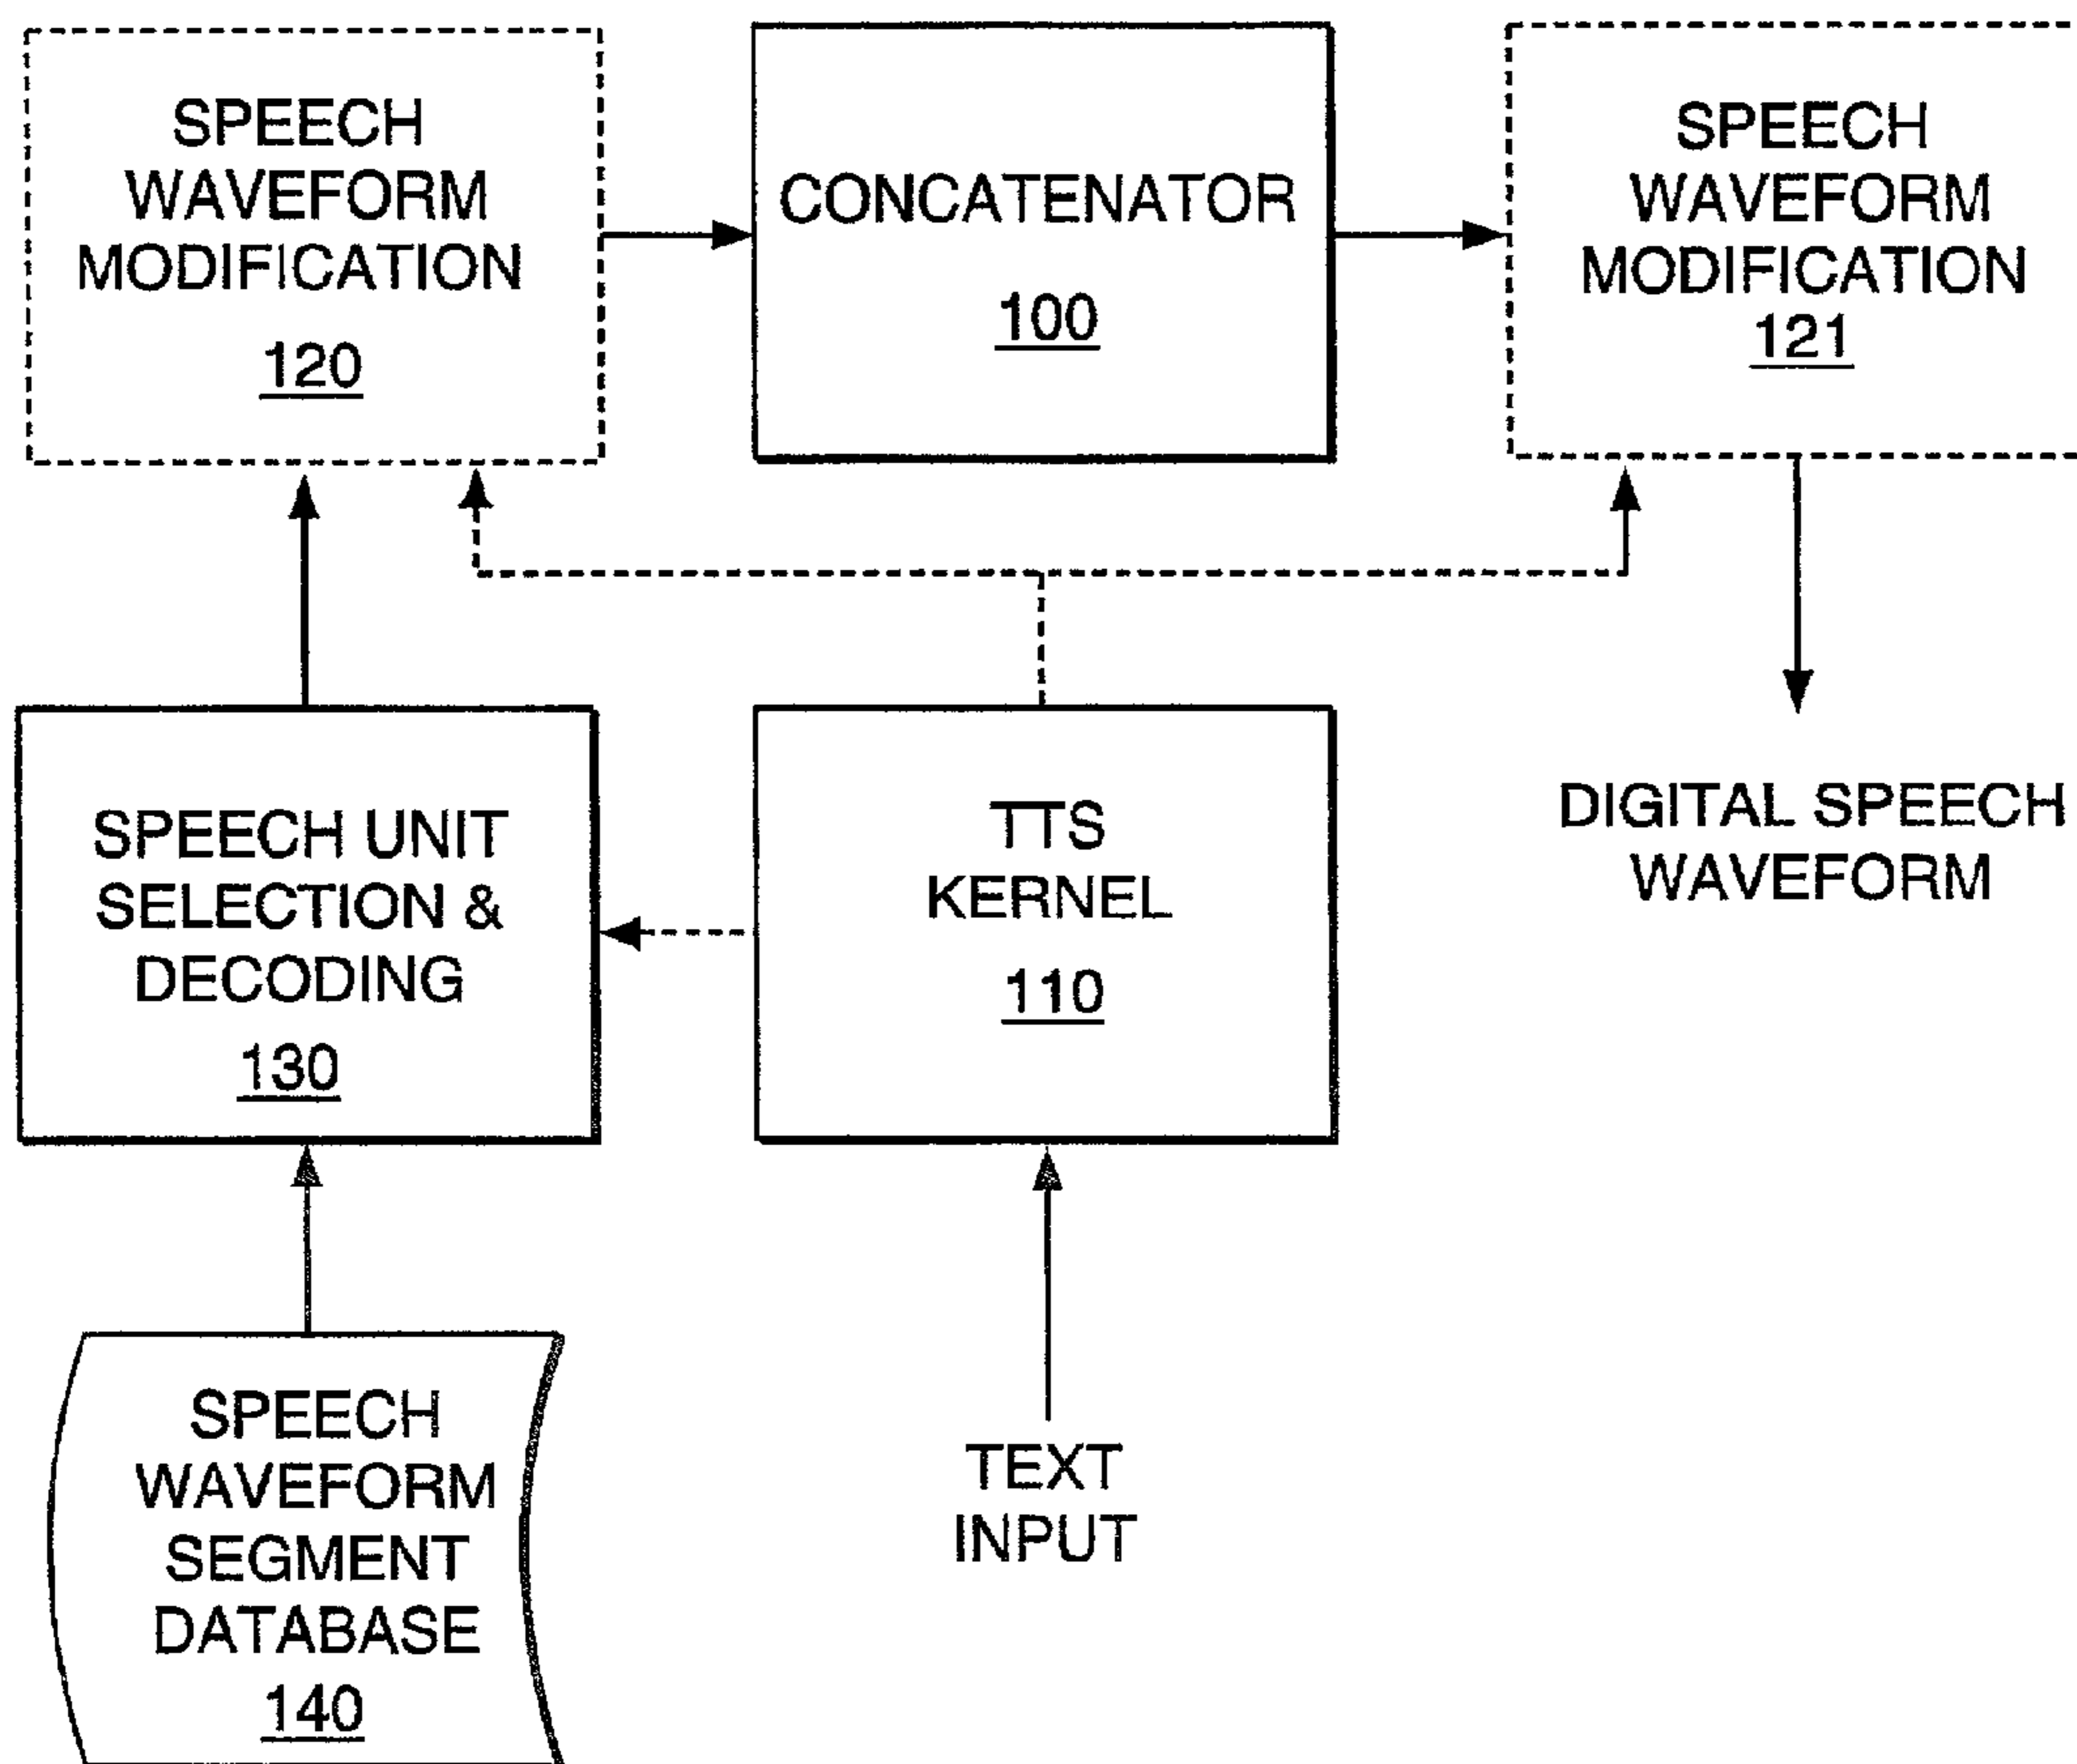 SPEECH
WAVEFORM
MODIFICATION
120
CONCATENATOR
100
SPEECH
WAVEFORM
MODIFICATION
121
SPEECH UNIT
SELECTION &
DECODING
130
TTS
KERNEL
110
DIGITAL SPEECH
WAVEFORM
SPEECH
WAVEFORM
SEGMENT
DATABASE
140
TEXT
INPUT